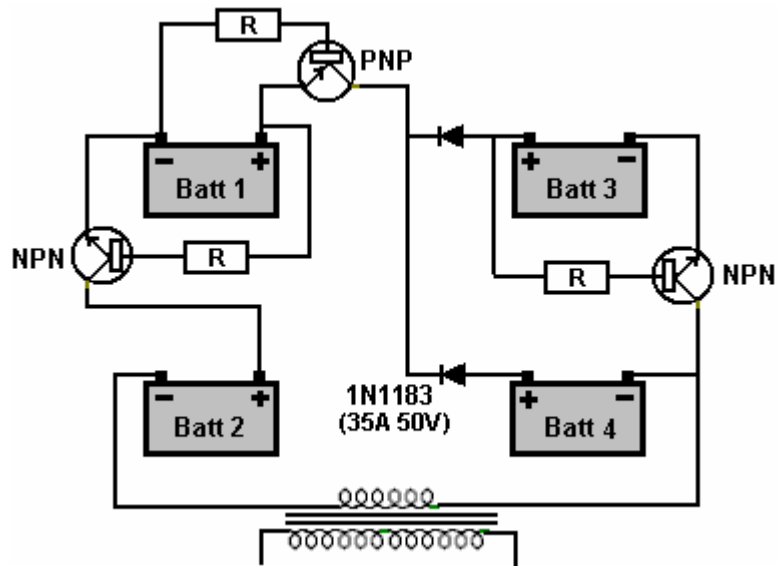 R
PNP
- +
Batt 1
+ -
Batt 3
NPN
R
R
NPN
- +
Batt 2
1N1183
(35A 50V)
+ -
Batt 4